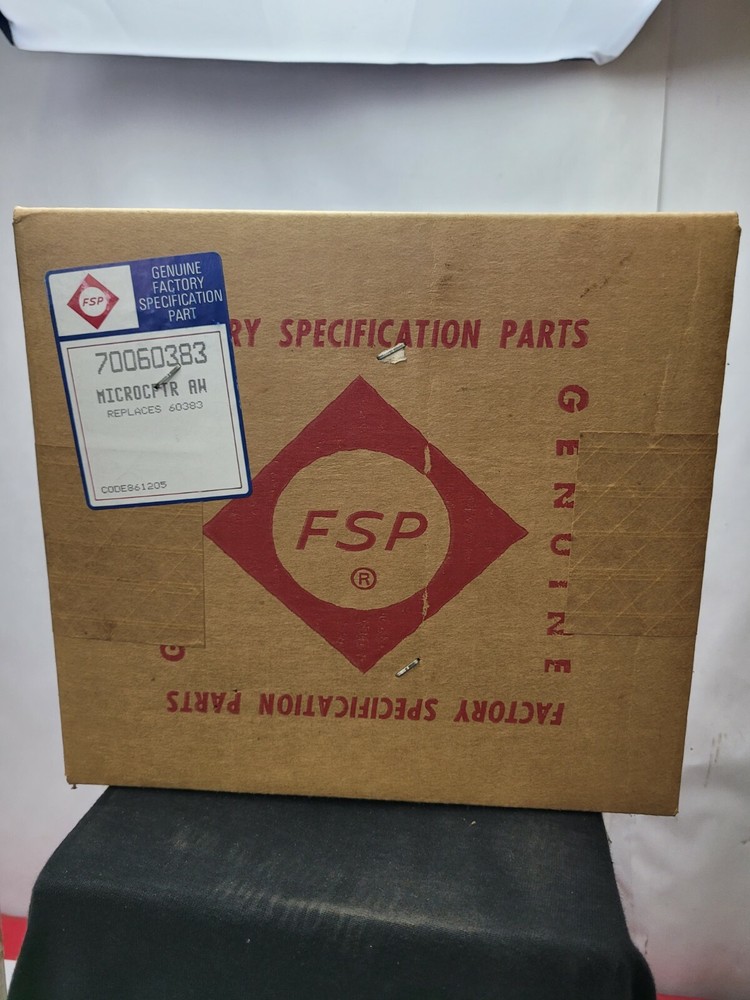 FSP
GENUINE
FACTORY
SPECIFICATION
PART
70060383
MICROCPTR AW
REPLACES 60383
CODE861205
RY SPECIFICATION PARTS
GENUINE
FSP
®
G
FACTORY SPECIFICATION PARTS